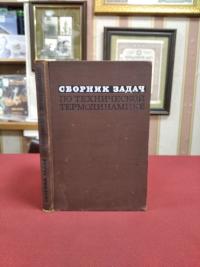 СБОРНИК ЗАДАЧ
ПО ТЕХНИЧЕСКОЙ
ТЕРМОДИНАМИКЕ